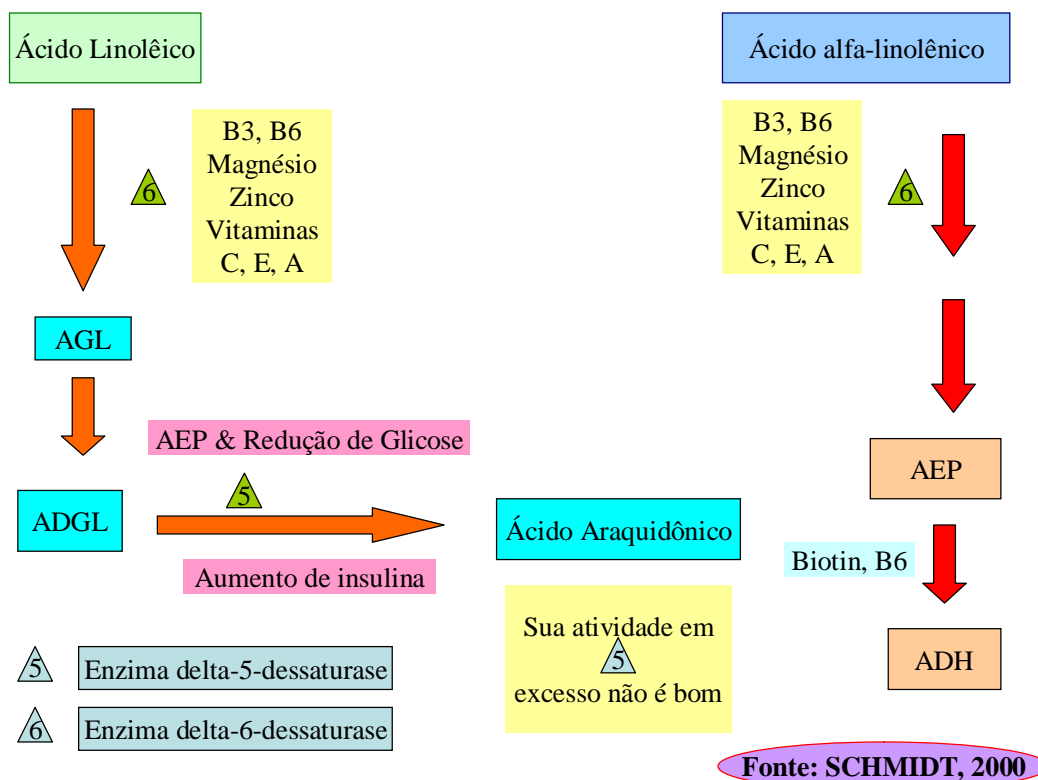 Ácido Linolêico
Ácido alfa-linolênico
B3, B6
Magnésio
Zinco
Vitaminas
C, E, A
6
B3, B6
Magnésio
Zinco
Vitaminas
C, E, A
6
AGL
AEP & Redução de Glicose
5
ADGL
Aumento de insulina
Ácido Araquidônico
AEP
Biotin, B6
ADH
Sua atividade em
5
excesso não é bom
5 Enzima delta-5-dessaturase
6 Enzima delta-6-dessaturase
Fonte: SCHMIDT, 2000